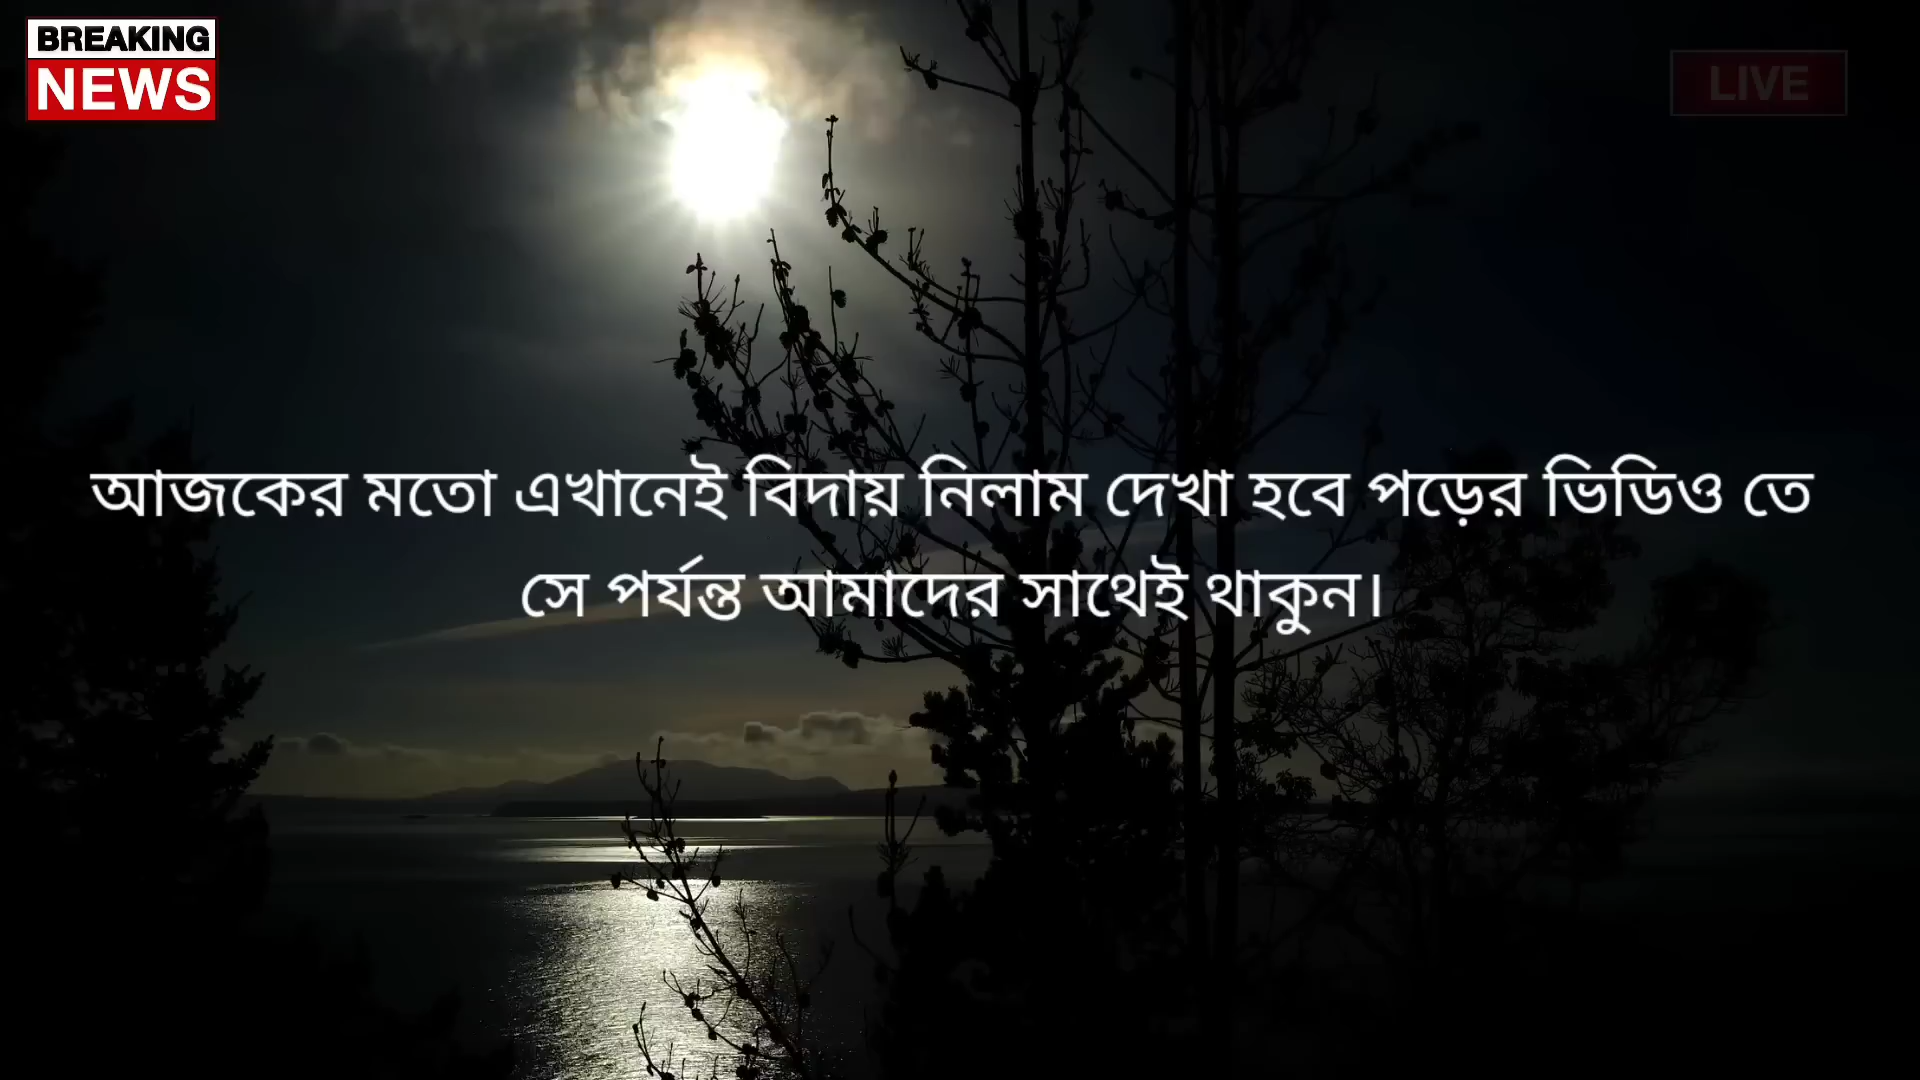 BREAKING
NEWS
LIVE
আজকের মতো এখানেই বিদায় নিলাম দেখা হবে পড়ের ভিডিও তে
সে পর্যন্ত আমাদের সাথেই থাকুন।